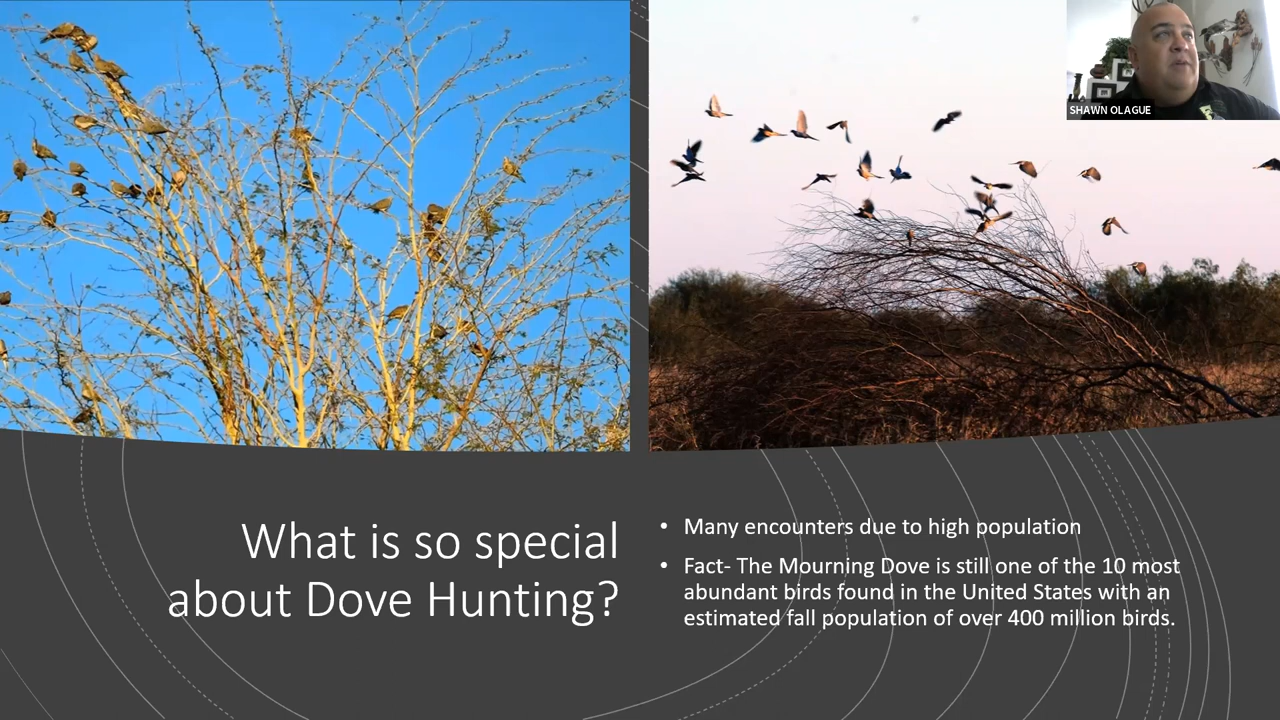 SHAWN OLAGUE
What is so special
about Dove Hunting?
• Many encounters due to high population
• Fact- The Mourning Dove is still one of the 10 most
abundant birds found in the United States with an
estimated fall population of over 400 million birds.